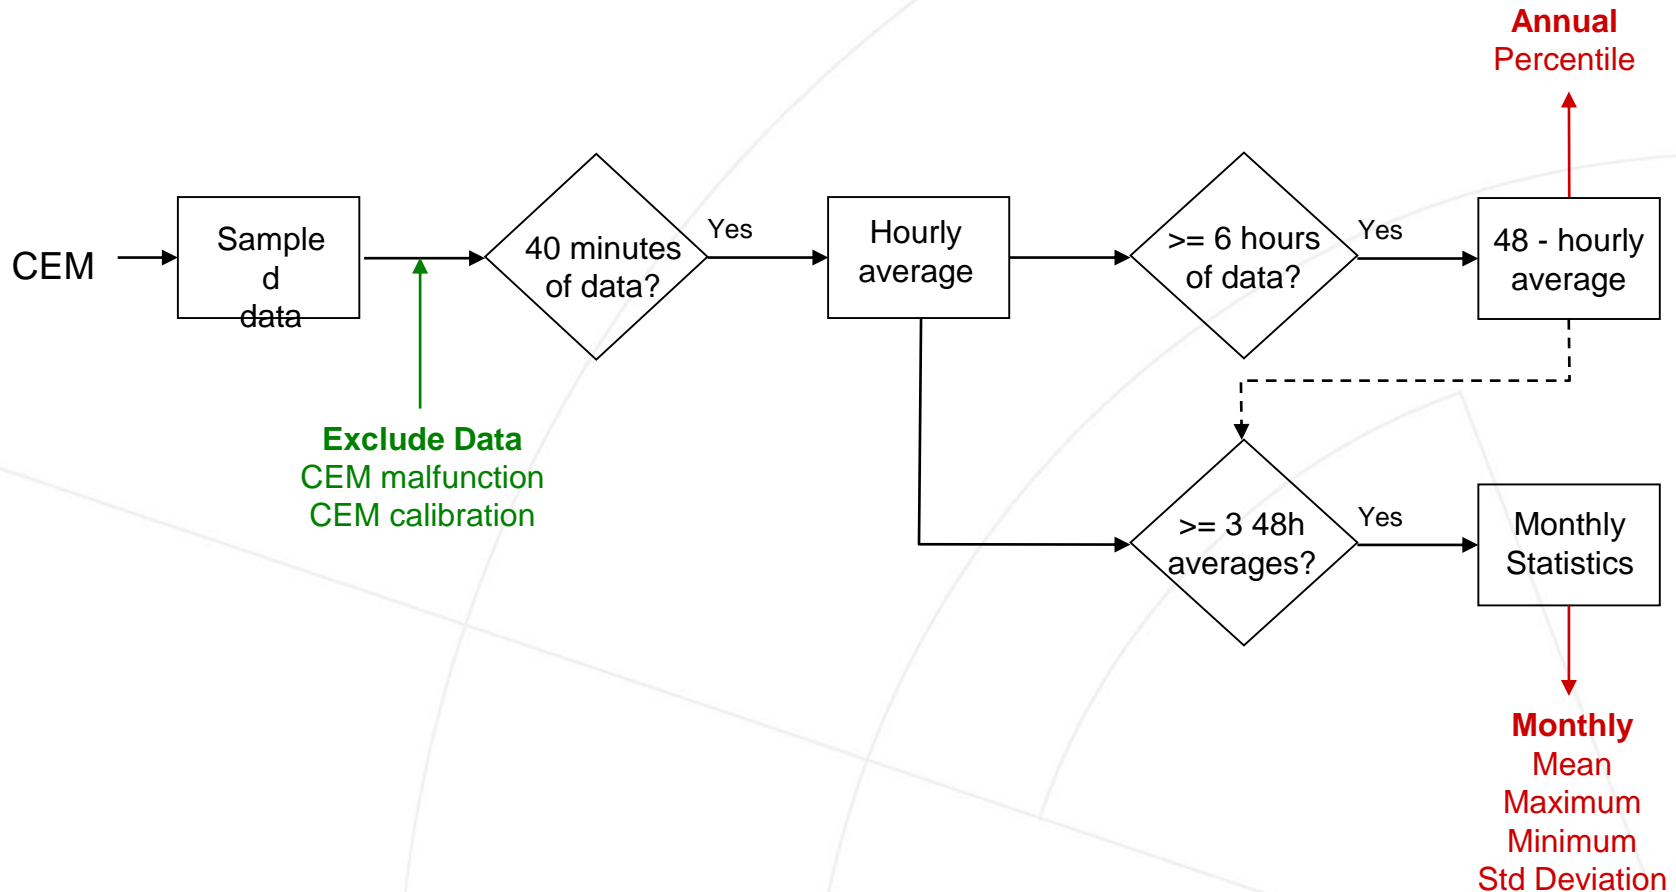 CEM
Sample
d
data
Exclude Data
CEM malfunction
CEM calibration
40 minutes
of data?
Yes
Hourly
average
>= 6 hours
of data?
Yes
48 - hourly
average
Annual
Percentile
>= 3 48h
averages?
Yes
Monthly
Statistics
Monthly
Mean
Maximum
Minimum
Std Deviation